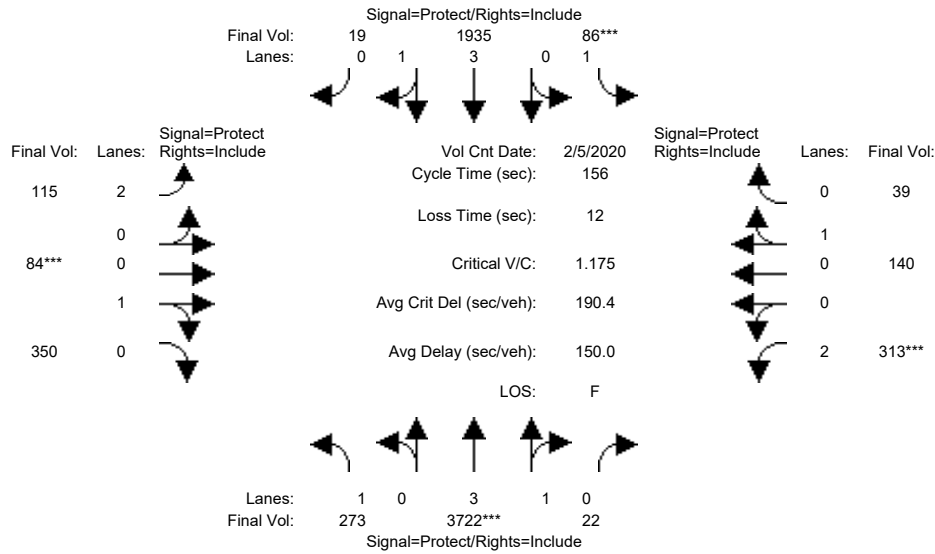 Signal=Protect/Rights=Include
Final Vol: 19 1935 86***
Lanes: 0 1 3 0 1
Signal=Protect
Final Vol: Lanes: Rights=Include
Vol Cnt Date: 2/5/2020
Signal=Protect
Rights=Include Lanes: Final Vol:
Cycle Time (sec): 156
115 2
0 39
Loss Time (sec): 12
0
1
84*** 0
Critical V/C: 1.175
0 140
1
Avg Crit Del (sec/veh): 190.4
0
350 0
Avg Delay (sec/veh): 150.0
2 313***
LOS: F
Lanes: 1 0 3 1 0
Final Vol: 273 3722*** 22
Signal=Protect/Rights=Include